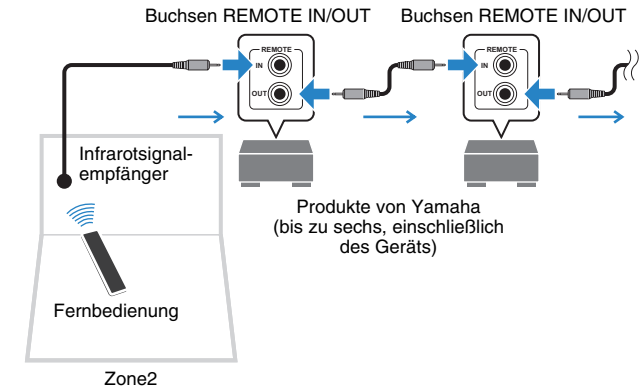 Buchsen REMOTE IN/OUT
Buchsen REMOTE IN/OUT
REMOTE
IN
OUT
REMOTE
IN
OUT
Infrarotsignal-
empfänger
Produkte von Yamaha
(bis zu sechs, einschließlich
des Geräts)
Fernbedienung
Zone2